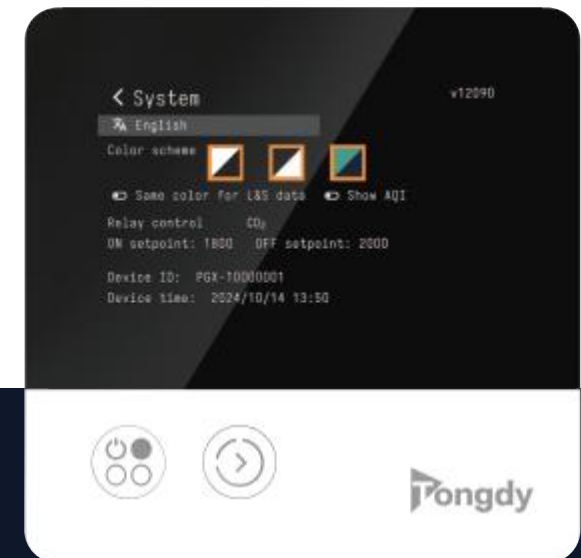 < System
v12090
English
Color scheme
Same color for L&S data Show AQI
Relay control CO₂
ON setpoint: 1800 OFF setpoint: 2000
Device ID: PGX-10000001
Device time: 2024/10/14 13:50
Tongdy